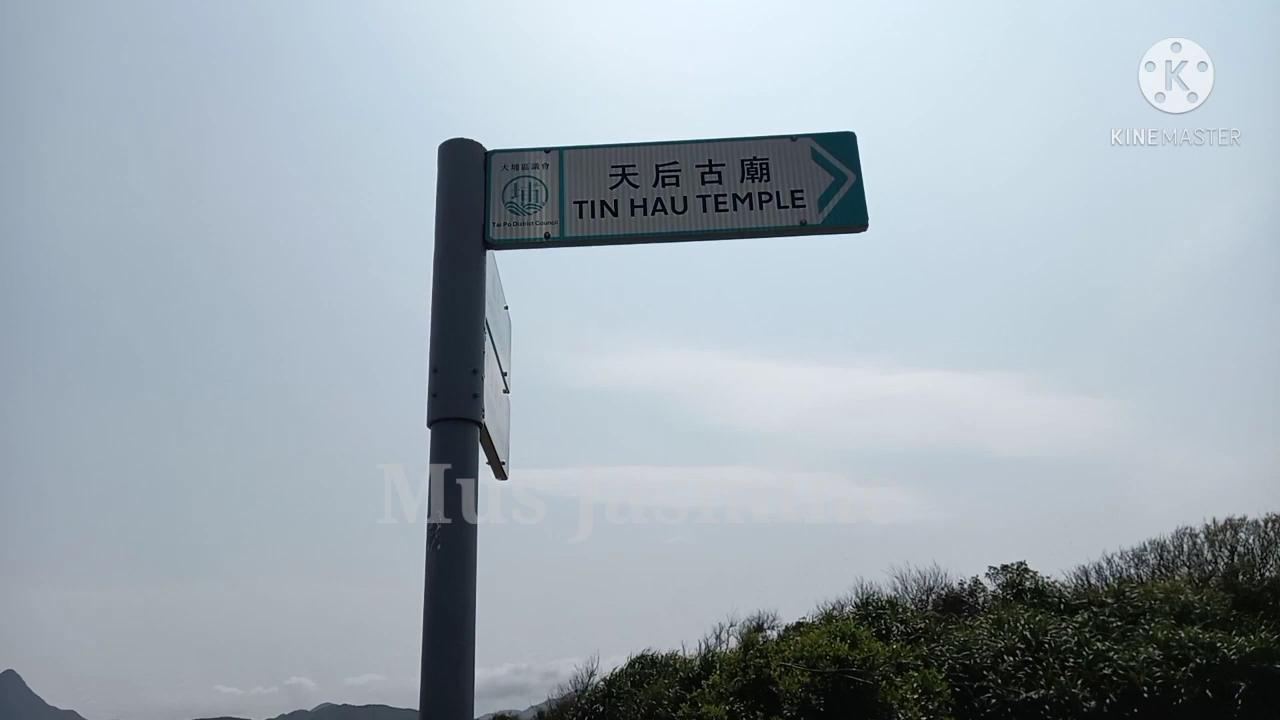 KINEMASTER
大埔區議會
Tai Po District Council
天后古廟
TIN HAU TEMPLE
Mus Jasmine